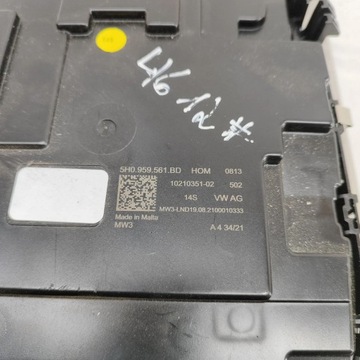 4612#
5H0.959.561.BD HOM 0813
10210351-02 502
14S VW AG
MW3-LND19.08.2100010333
Made in Malta
MW3 A 4 34/21